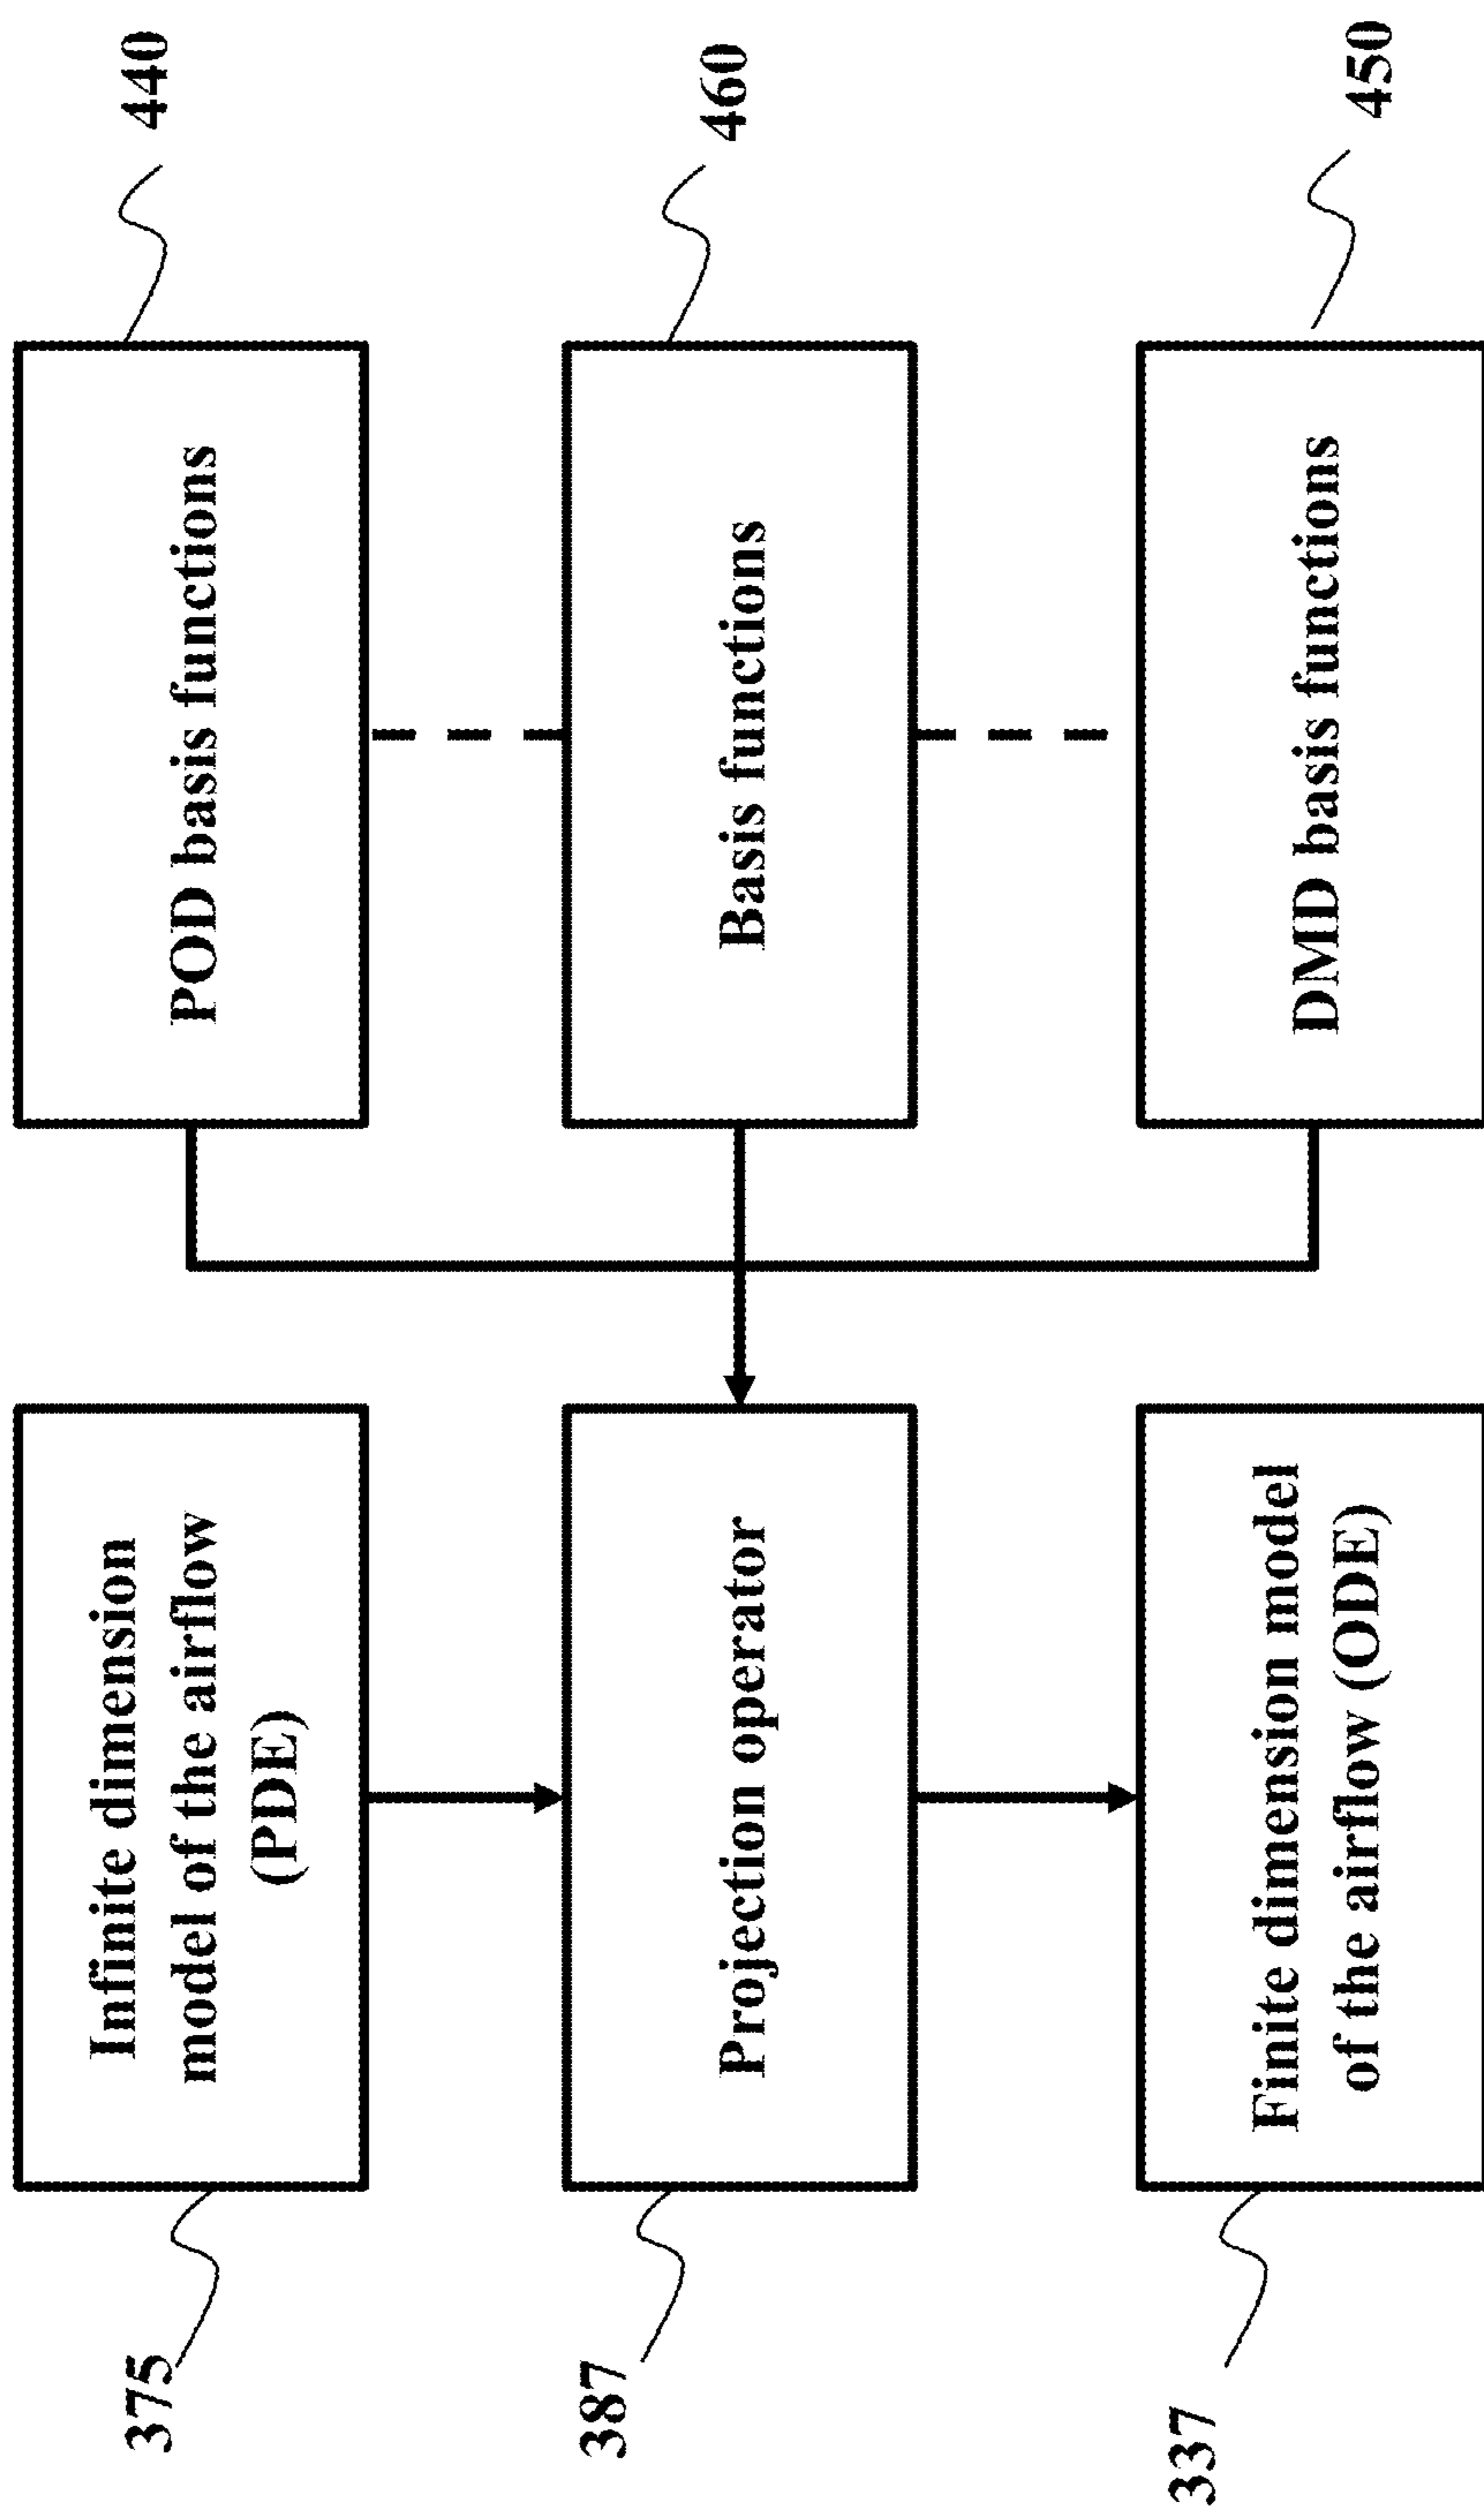 375
Infinite dimension
model of the airflow
(PDE)
POD basis functions
440
387
Projection operator
Basis functions
460
337
Finite dimension model
of the airflow (ODE)
DMD basis functions
450